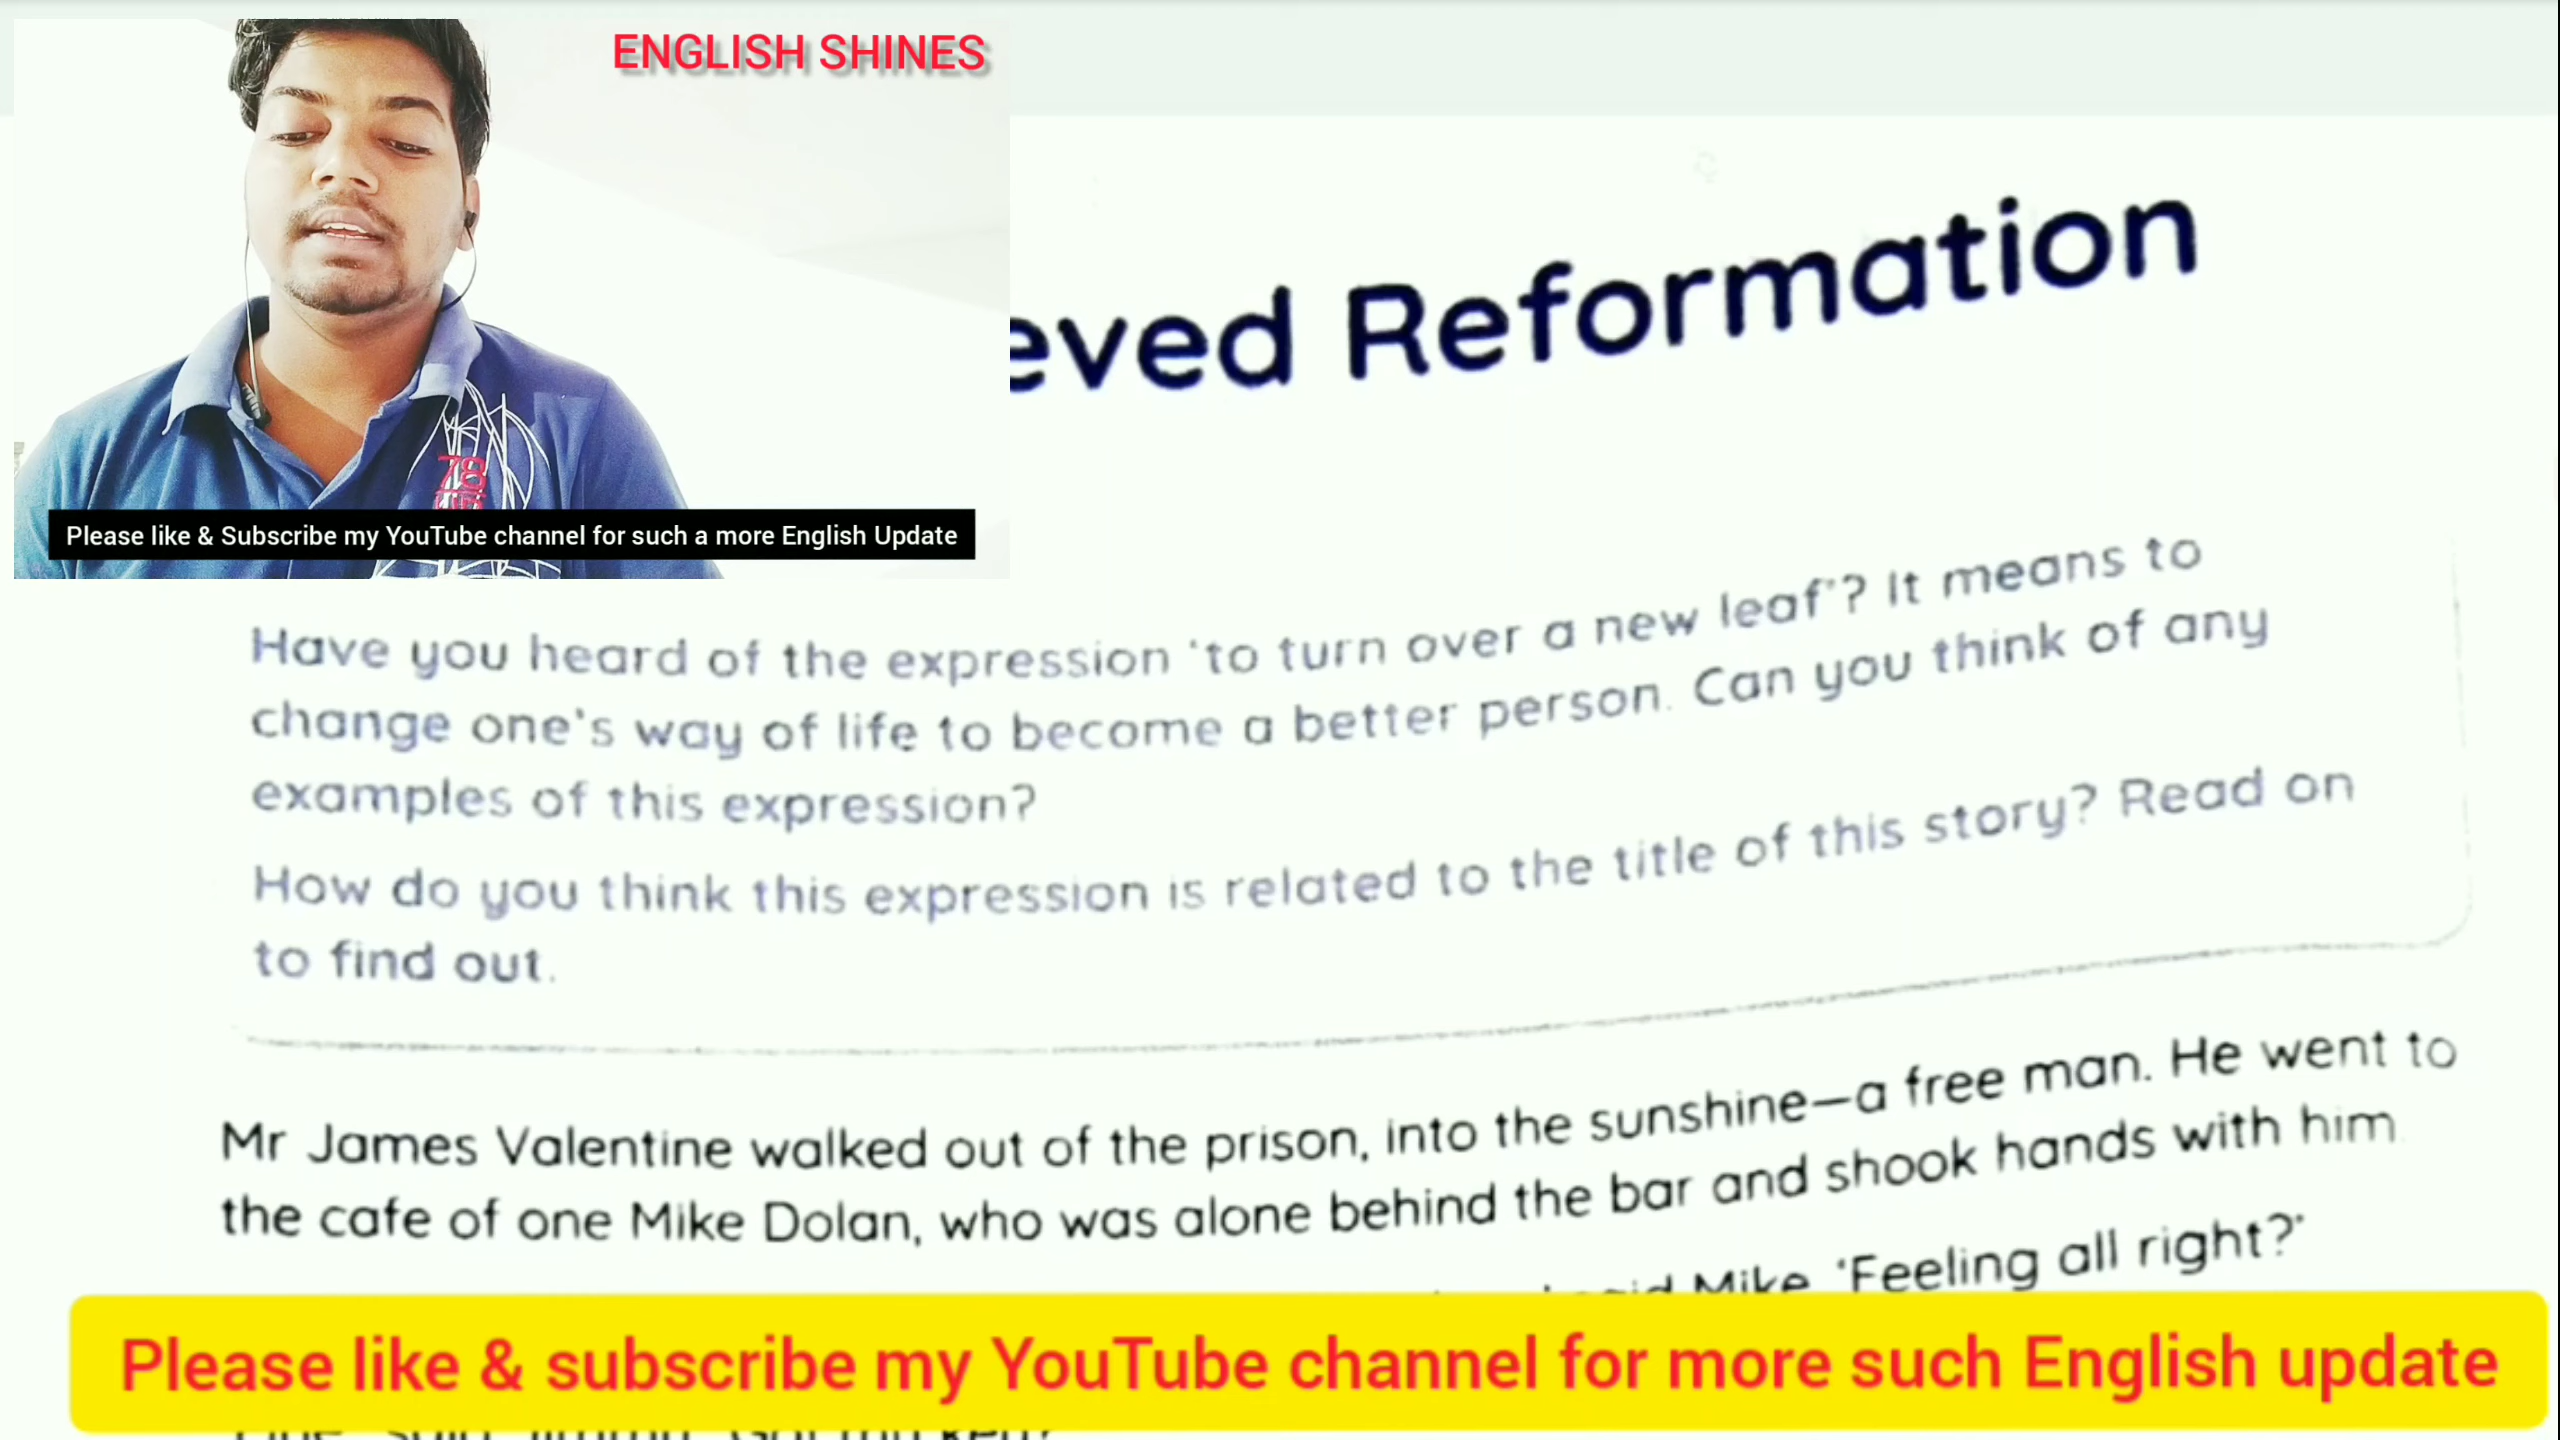 ENGLISH SHINES
eved Reformation
78
Please like & Subscribe my YouTube channel for such a more English Update
Have you heard of the expression 'to turn over a new leaf'? It means to
change one's way of life to become a better person. Can you think of any
examples of this expression?
How do you think this expression is related to the title of this story? Read on
to find out.
Mr James Valentine walked out of the prison, into the sunshine—a free man. He went to
the cafe of one Mike Dolan, who was alone behind the bar and shook hands with him.
said Mike. 'Feeling all right?'
Please like & subscribe my YouTube channel for more such English update